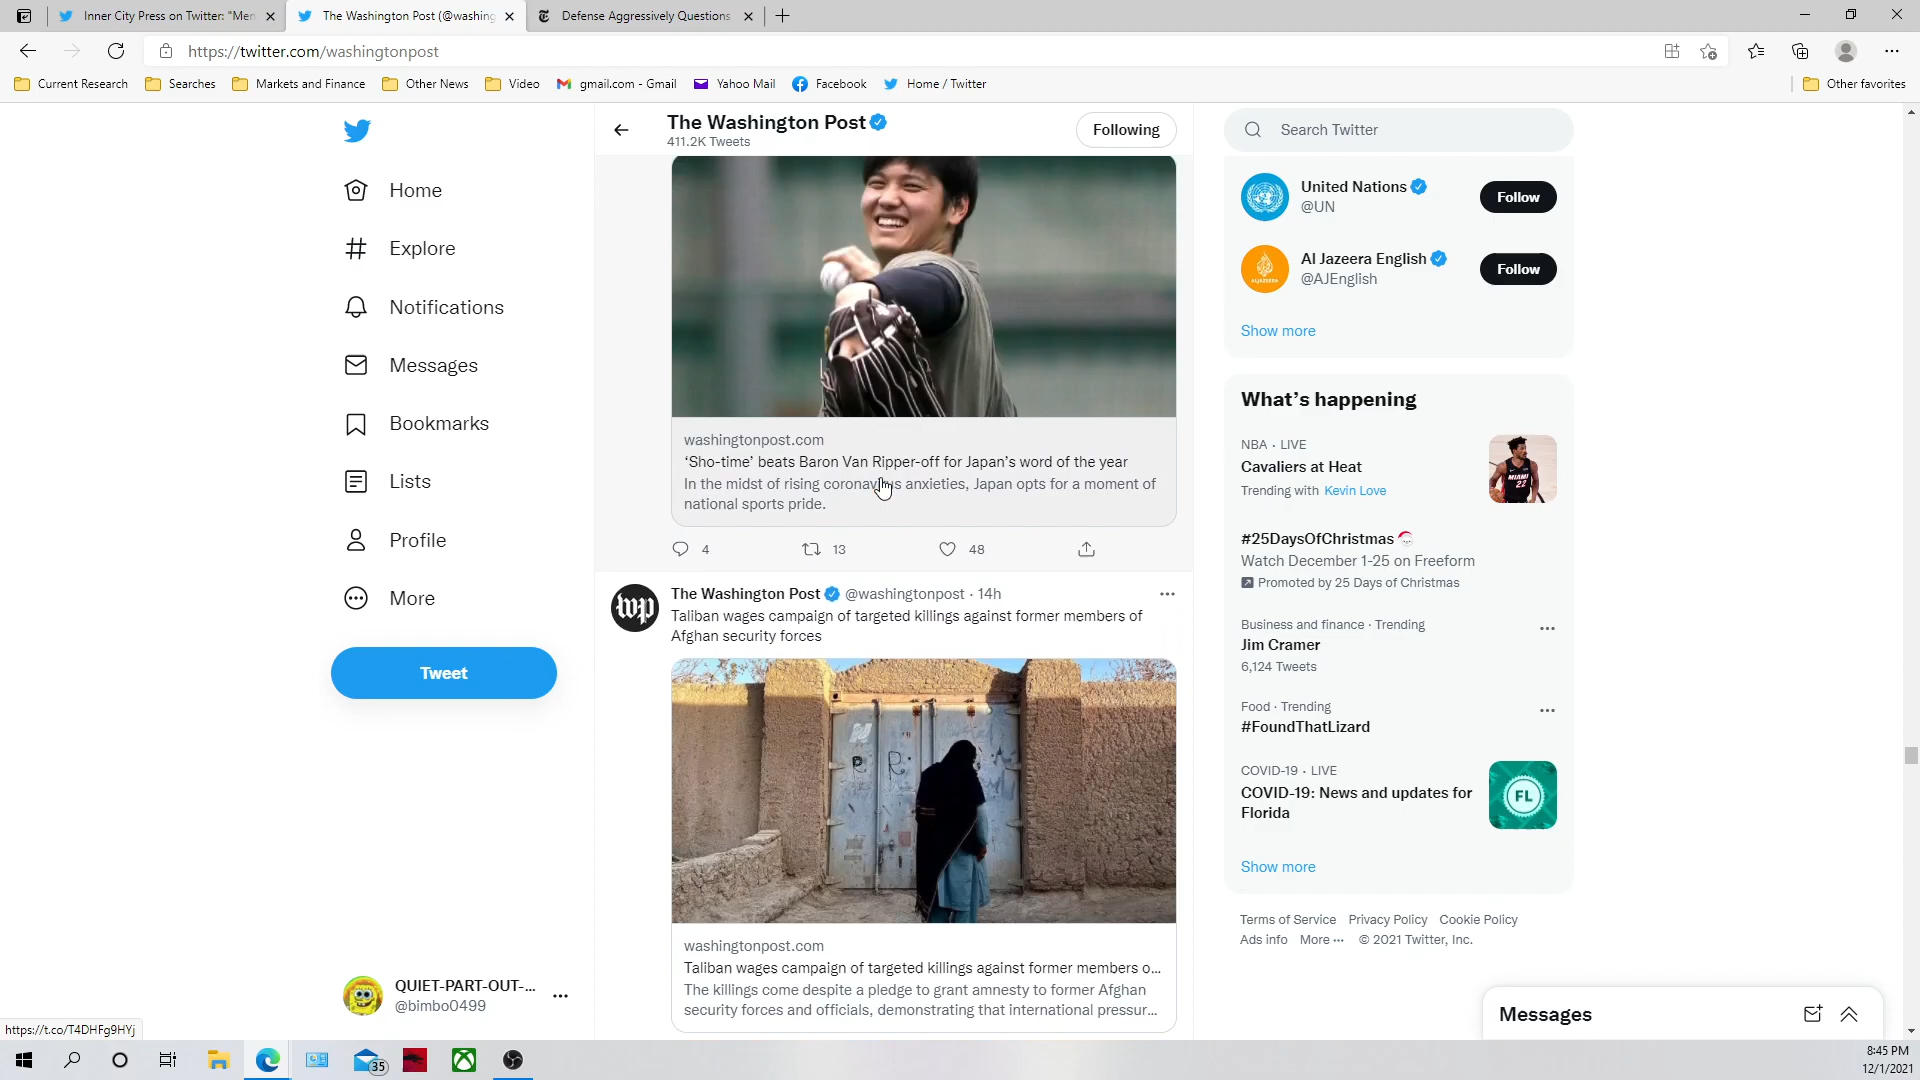 Inner City Press on Twitter: "Men
The Washington Post (@washing
Defense Aggressively Questions
https://twitter.com/washingtonpost
Current Research
Searches
Markets and Finance
Other News
Video
gmail.com - Gmail
Yahoo Mail
Facebook
Home / Twitter
Other favorites
Home
Explore
Notifications
Messages
Bookmarks
Lists
Profile
More
Tweet
QUIET-PART-OUT-...
@bimbo0499
The Washington Post
411.2K Tweets
Following
washingtonpost.com
‘Sho-time’ beats Baron Van Ripper-off for Japan’s word of the year
In the midst of rising coronavirus anxieties, Japan opts for a moment of
national sports pride.
4
13
48
wp
The Washington Post @washingtonpost · 14h
Taliban wages campaign of targeted killings against former members of
Afghan security forces
washingtonpost.com
Taliban wages campaign of targeted killings against former members o...
The killings come despite a pledge to grant amnesty to former Afghan
security forces and officials, demonstrating that international pressur...
Search Twitter
United Nations
@UN
Follow
Al Jazeera English
@AJEnglish
Follow
ALJAZEERA
Show more
What’s happening
NBA · LIVE
Cavaliers at Heat
Trending with Kevin Love
MIAMI
22
#25DaysOfChristmas
Watch December 1-25 on Freeform
Promoted by 25 Days of Christmas
Business and finance · Trending
Jim Cramer
6,124 Tweets
Food · Trending
#FoundThatLizard
COVID-19 · LIVE
COVID-19: News and updates for
Florida
FL
Show more
Terms of Service Privacy Policy Cookie Policy
Ads info More ··· © 2021 Twitter, Inc.
Messages
https://t.co/T4DHFg9HYj
35
8:45 PM
12/1/2021